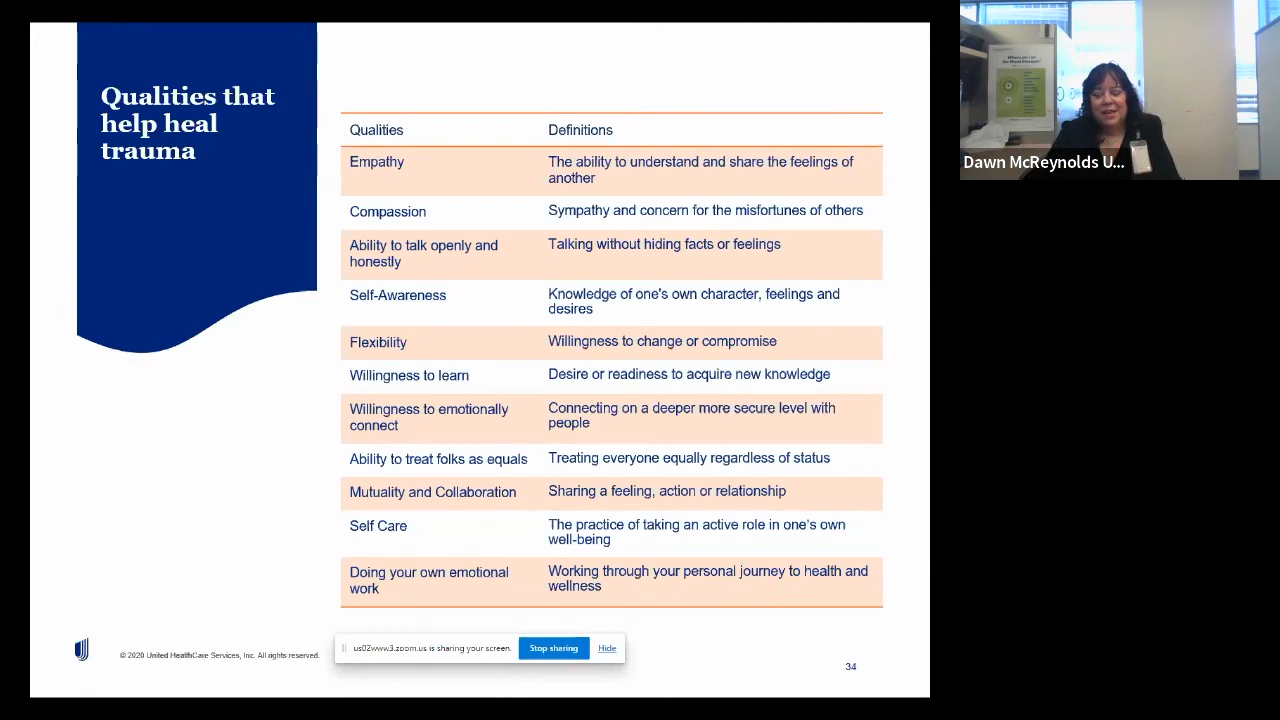 Qualities that
help heal
trauma
Qualities Definitions
Empathy The ability to understand and share the feelings of
another
Compassion Sympathy and concern for the misfortunes of others
Ability to talk openly and Talking without hiding facts or feelings
honestly
Self-Awareness Knowledge of one's own character, feelings and
desires
Flexibility Willingness to change or compromise
Willingness to learn Desire or readiness to acquire new knowledge
Willingness to emotionally Connecting on a deeper more secure level with
connect people
Ability to treat folks as equals Treating everyone equally regardless of status
Mutuality and Collaboration Sharing a feeling, action or relationship
Self Care The practice of taking an active role in one's own
well-being
Doing your own emotional Working through your personal journey to health and
work wellness
us02www3.zoom.us is sharing your screen. Stop sharing Hide
© 2020 United HealthCare Services, Inc. All rights reserved.
34
Dawn McReynolds U...